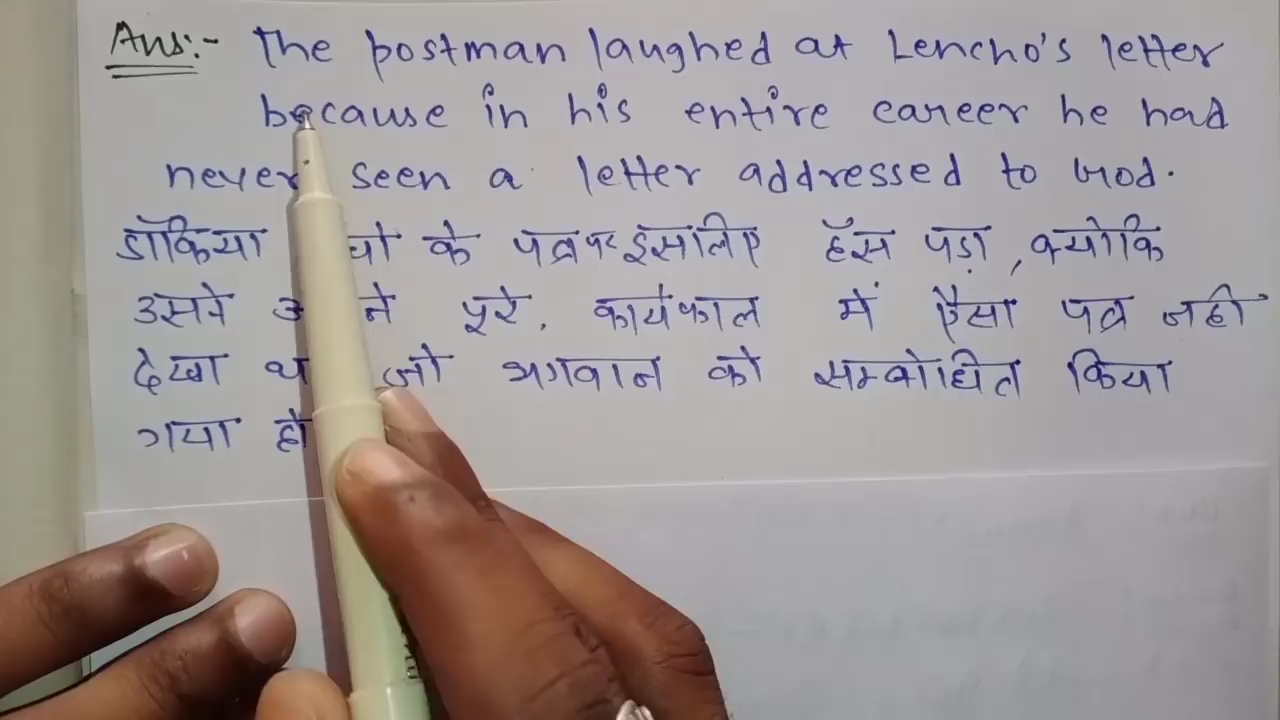 Ans:- The postman laughed at Lencho's letter
because in his entire career he had
never seen a letter addressed to God.
डॉकिया चो के पत्र पर इसलिए हँस पड़ा , क्योकि
उसने ने पूरे कार्यकाल में ऐसा पत्र नही
देखा जो भगवान को सम्बोधित किया
गया हो